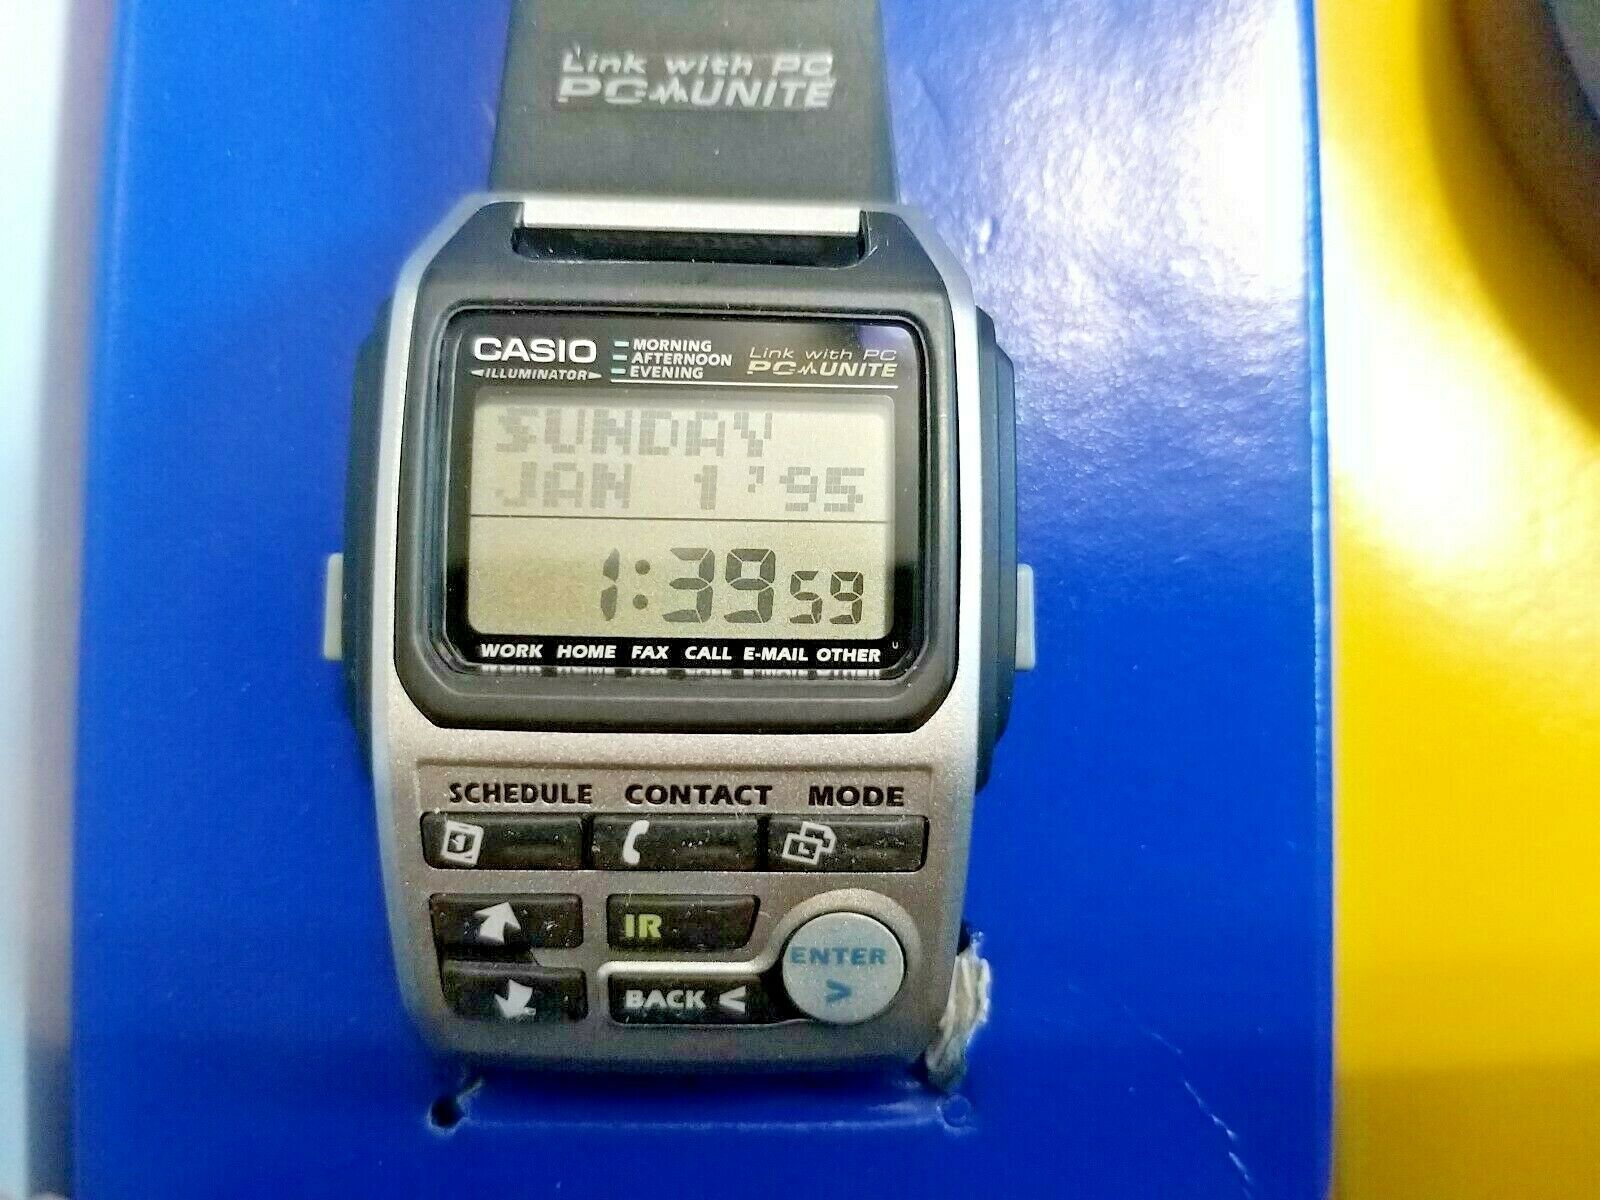 Link with PC
PC UNITE
CASIO
ILLUMINATOR
MORNING
AFTERNOON
EVENING
Link with PC
PC UNITE
SUNDAY
JAN 1 '95
1:39 59
WORK HOME FAX CALL E-MAIL OTHER
SCHEDULE CONTACT MODE
IR
ENTER
>
BACK <